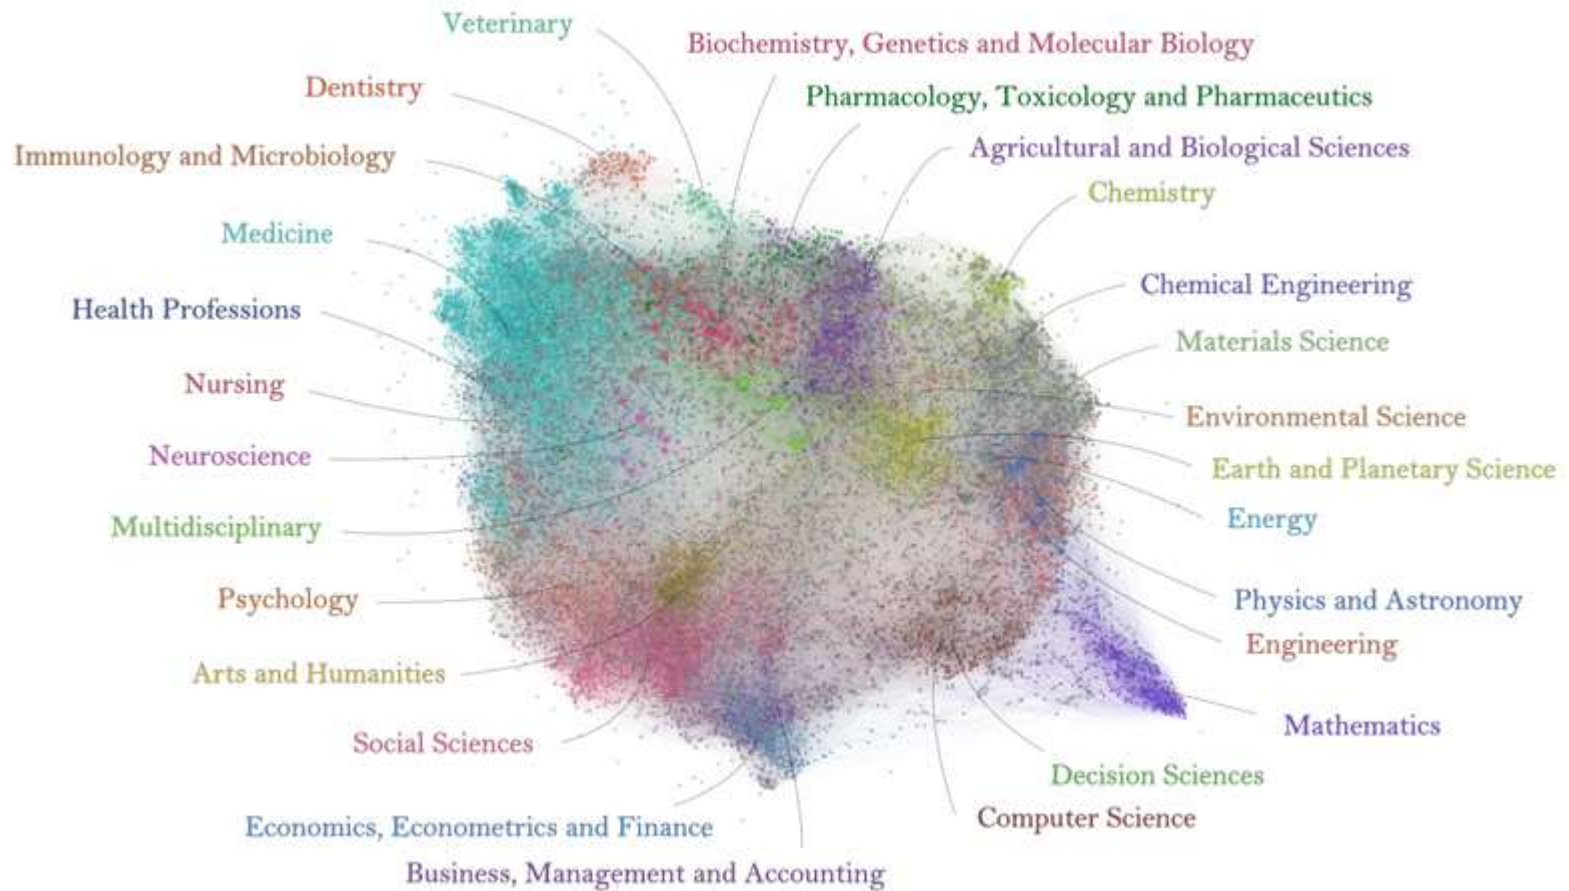 Veterinary
Biochemistry, Genetics and Molecular Biology
Dentistry
Pharmacology, Toxicology and Pharmaceutics
Immunology and Microbiology
Agricultural and Biological Sciences
Chemistry
Medicine
Chemical Engineering
Health Professions
Materials Science
Nursing
Environmental Science
Neuroscience
Earth and Planetary Science
Energy
Multidisciplinary
Psychology
Physics and Astronomy
Engineering
Arts and Humanities
Mathematics
Social Sciences
Decision Sciences
Computer Science
Economics, Econometrics and Finance
Business, Management and Accounting